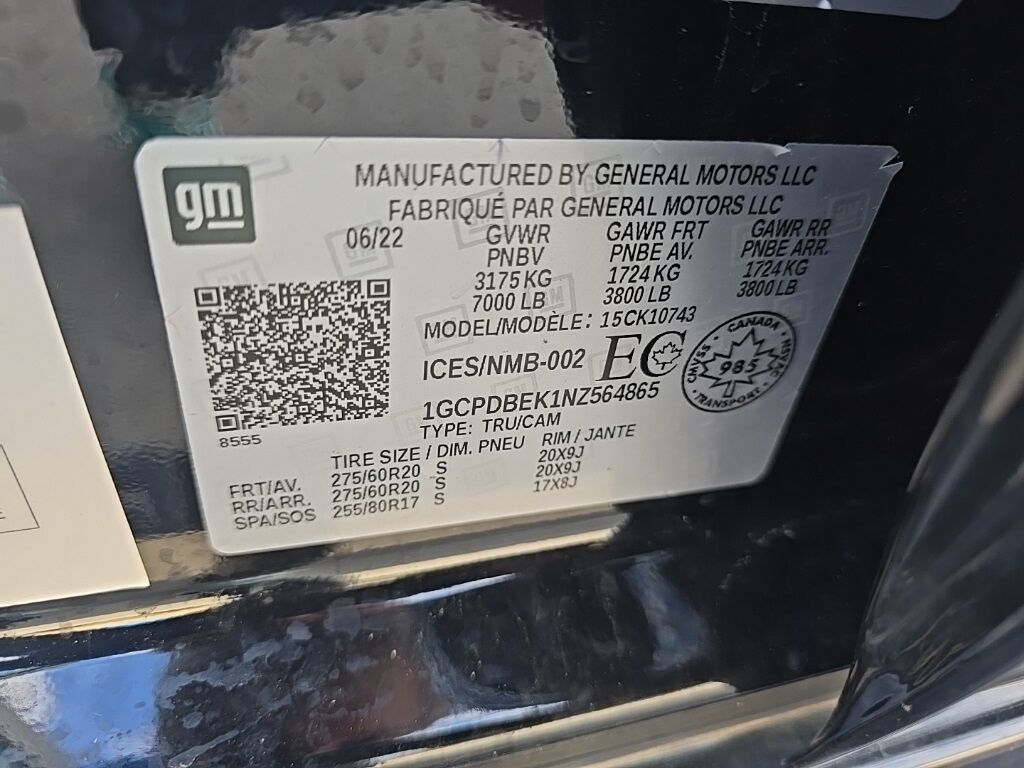 gm
MANUFACTURED BY GENERAL MOTORS LLC
FABRIQUÉ PAR GENERAL MOTORS LLC
06/22 GVWR GAWR FRT GAWR RR
PNBV PNBE AV. PNBE ARR.
3175 KG 1724 KG 1724 KG
7000 LB 3800 LB 3800 LB
MODEL/MODÈLE: 15CK10743
ICES/NMB-002 EC
CANADA
CMVSS 985 NSVAC
TRANSPORT
1GCPDBEK1NZ564865
TYPE: TRU/CAM
8555
TIRE SIZE / DIM. PNEU RIM / JANTE
FRT/AV. 275/60R20 S 20X9J
RR/ARR. 275/60R20 S 20X9J
SPA/SOS 255/80R17 S 17X8J